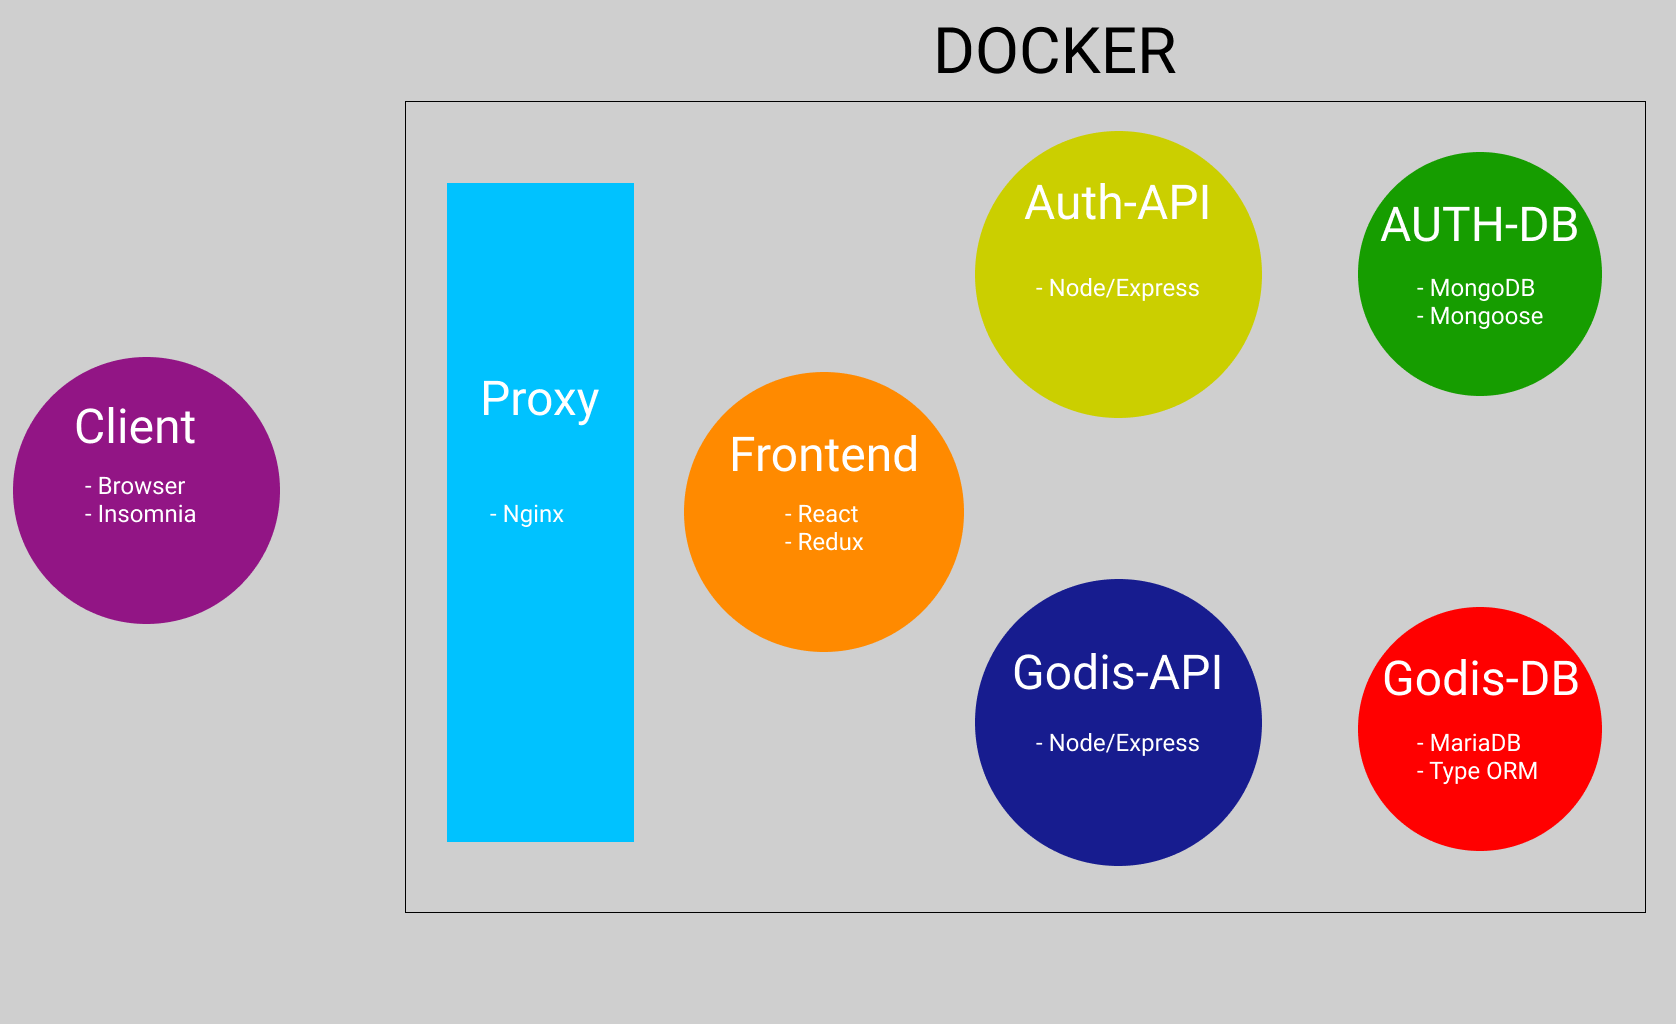 DOCKER
Client
- Browser
- Insomnia
Proxy
- Nginx
Frontend
- React
- Redux
Auth-API
- Node/Express
AUTH-DB
- MongoDB
- Mongoose
Godis-API
- Node/Express
Godis-DB
- MariaDB
- Type ORM